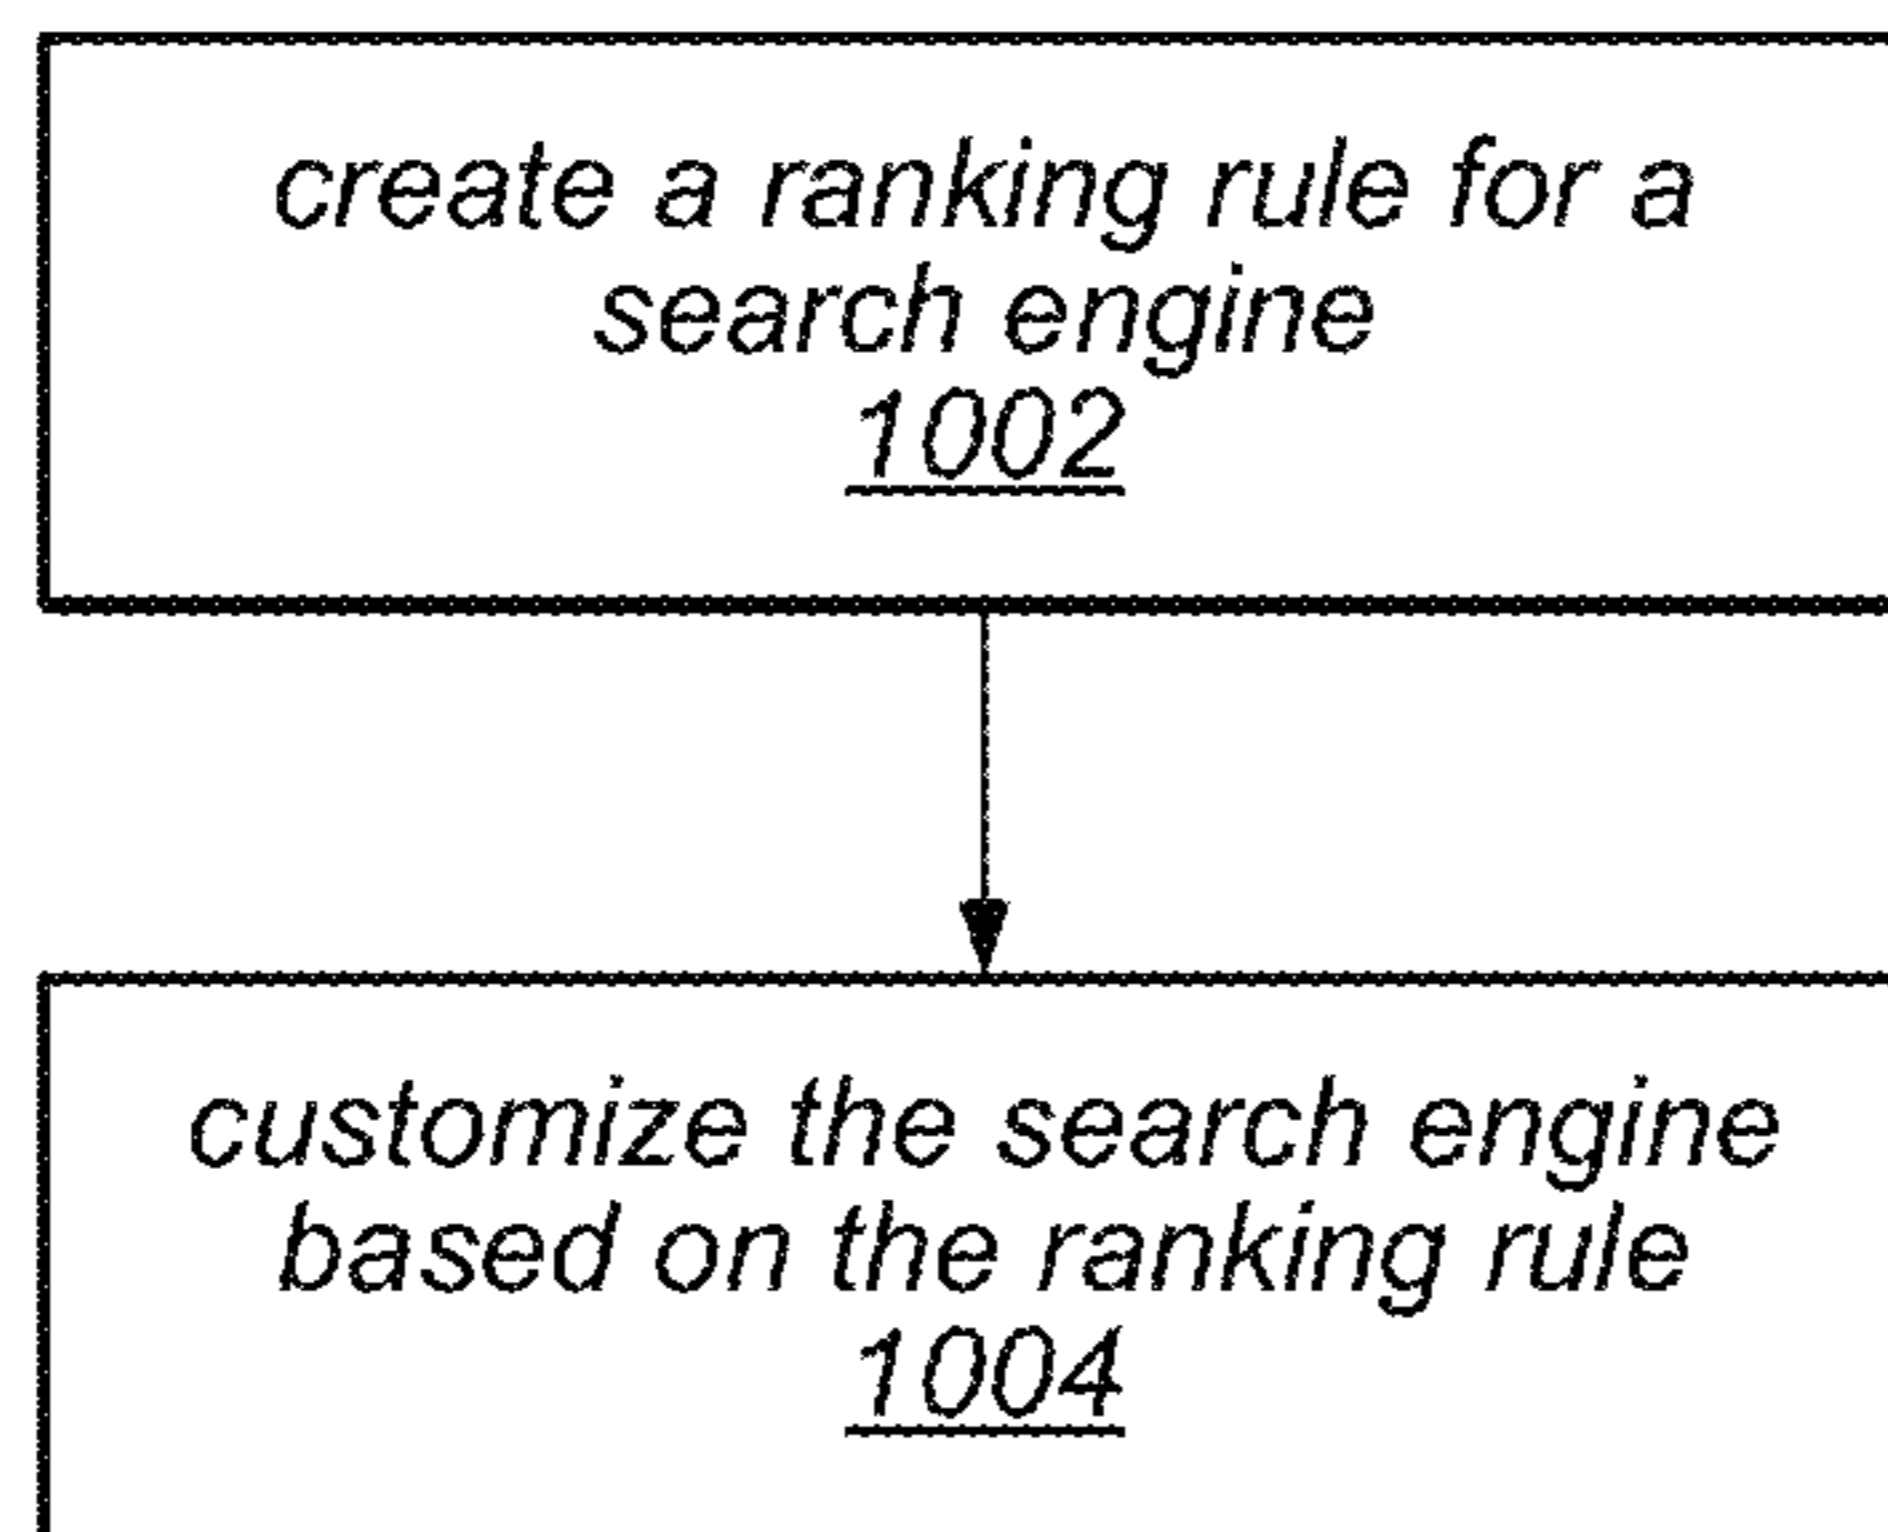 create a ranking rule for a
search engine
1002
customize the search engine
based on the ranking rule
1004